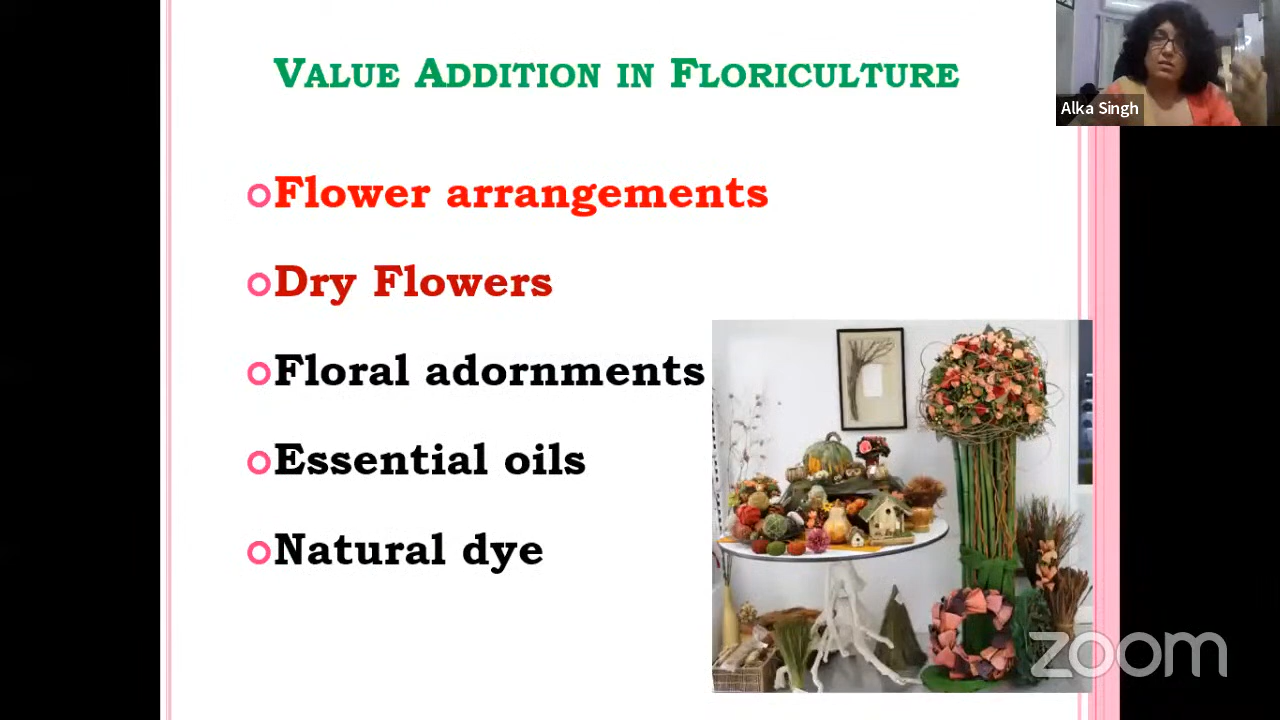 VALUE ADDITION IN FLORICULTURE
Alka Singh
Flower arrangements
Dry Flowers
Floral adornments
Essential oils
Natural dye
zoom